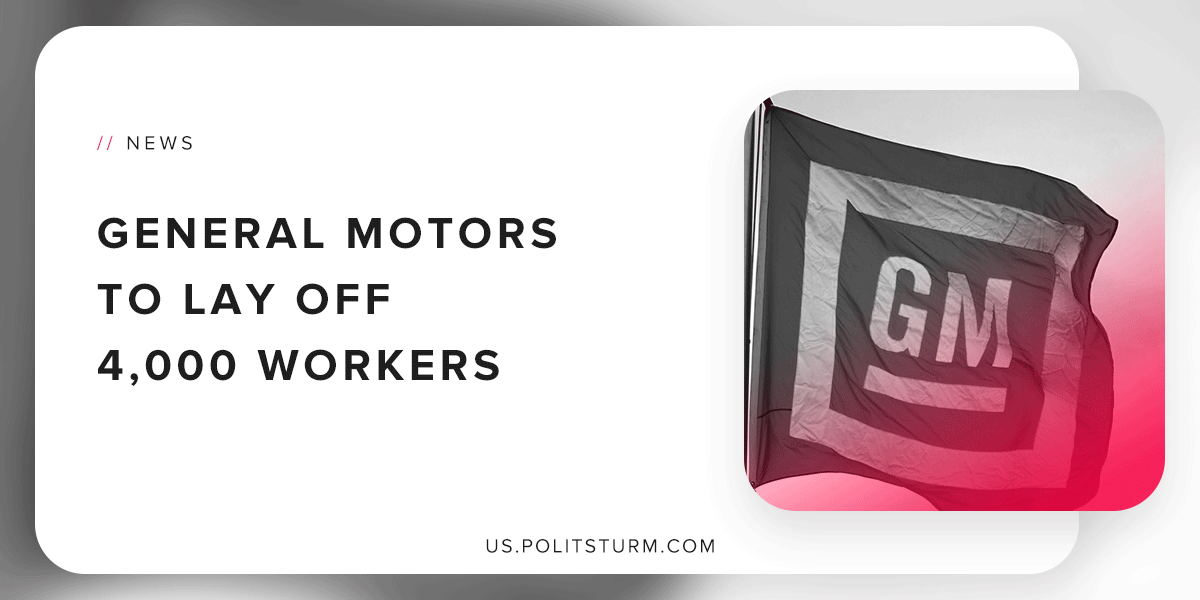 // NEWS
GENERAL MOTORS
TO LAY OFF
4,000 WORKERS
GM
US.POLITSTURM.COM